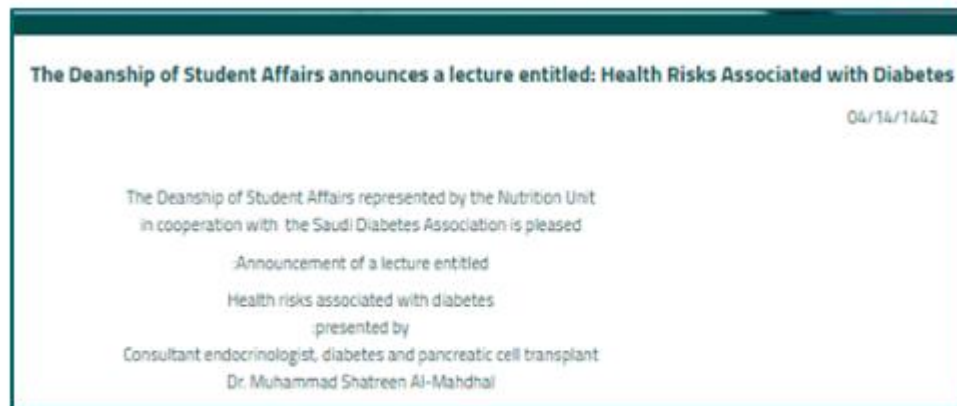 The Deanship of Student Affairs announces a lecture entitled: Health Risks Associated with Diabetes
04/14/1442
The Deanship of Student Affairs represented by the Nutrition Unit
in cooperation with the Saudi Diabetes Association is pleased
:Announcement of a lecture entitled
Health risks associated with diabetes
:presented by
Consultant endocrinologist, diabetes and pancreatic cell transplant
Dr. Muhammad Shatreen Al-Mahdhal